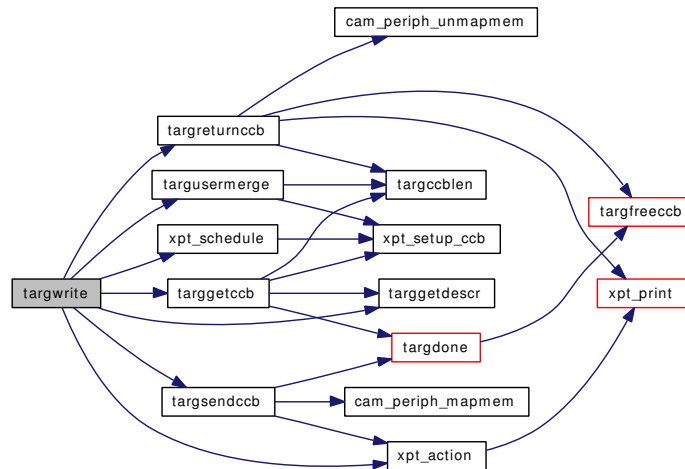 cam_periph_unmapmem
targreturnccb
targusermerge
targccblen
targfreeccb
xpt_schedule
xpt_setup_ccb
targwrite
targgetccb
targgetdescr
xpt_print
targdone
targsendccb
cam_periph_mapmem
xpt_action